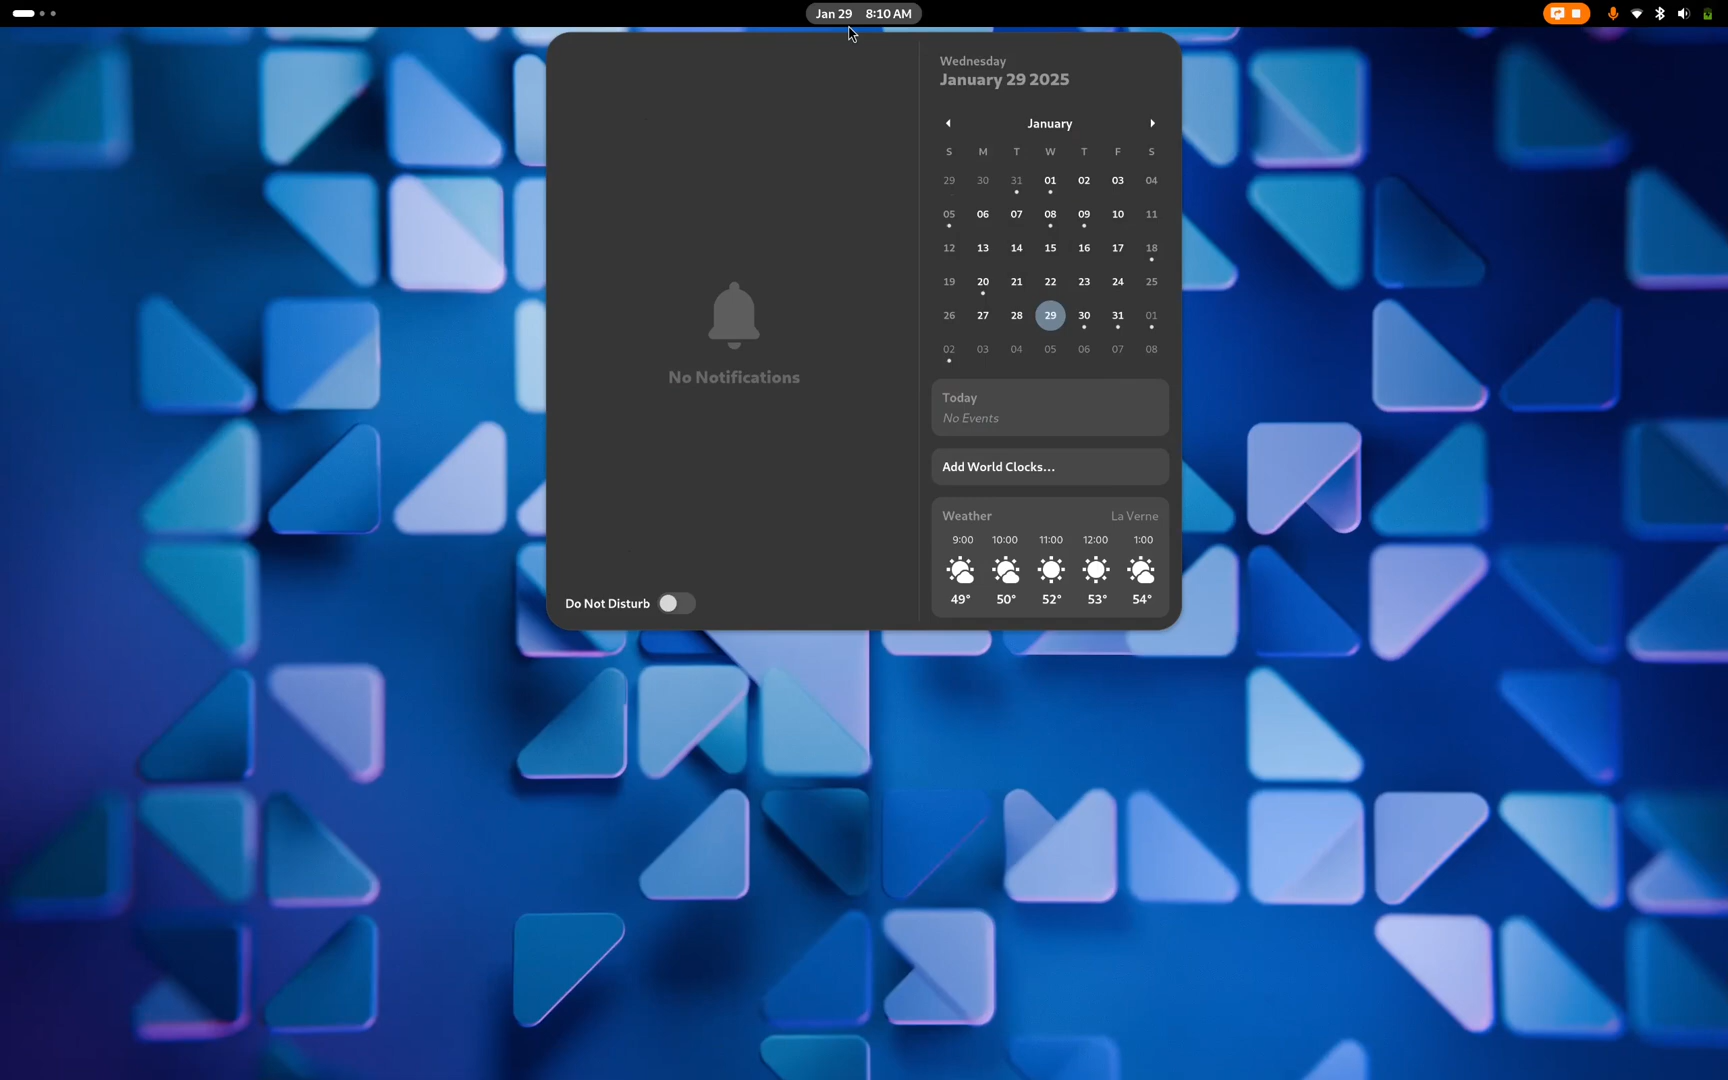 Jan 29 8:10 AM
Wednesday
January 29 2025
January
S M T W T F S
29 30 31 01 02 03 04
05 06 07 08 09 10 11
12 13 14 15 16 17 18
19 20 21 22 23 24 25
26 27 28 29 30 31 01
02 03 04 05 06 07 08
No Notifications
Today
No Events
Add World Clocks...
Weather La Verne
9:00 10:00 11:00 12:00 1:00
49° 50° 52° 53° 54°
Do Not Disturb